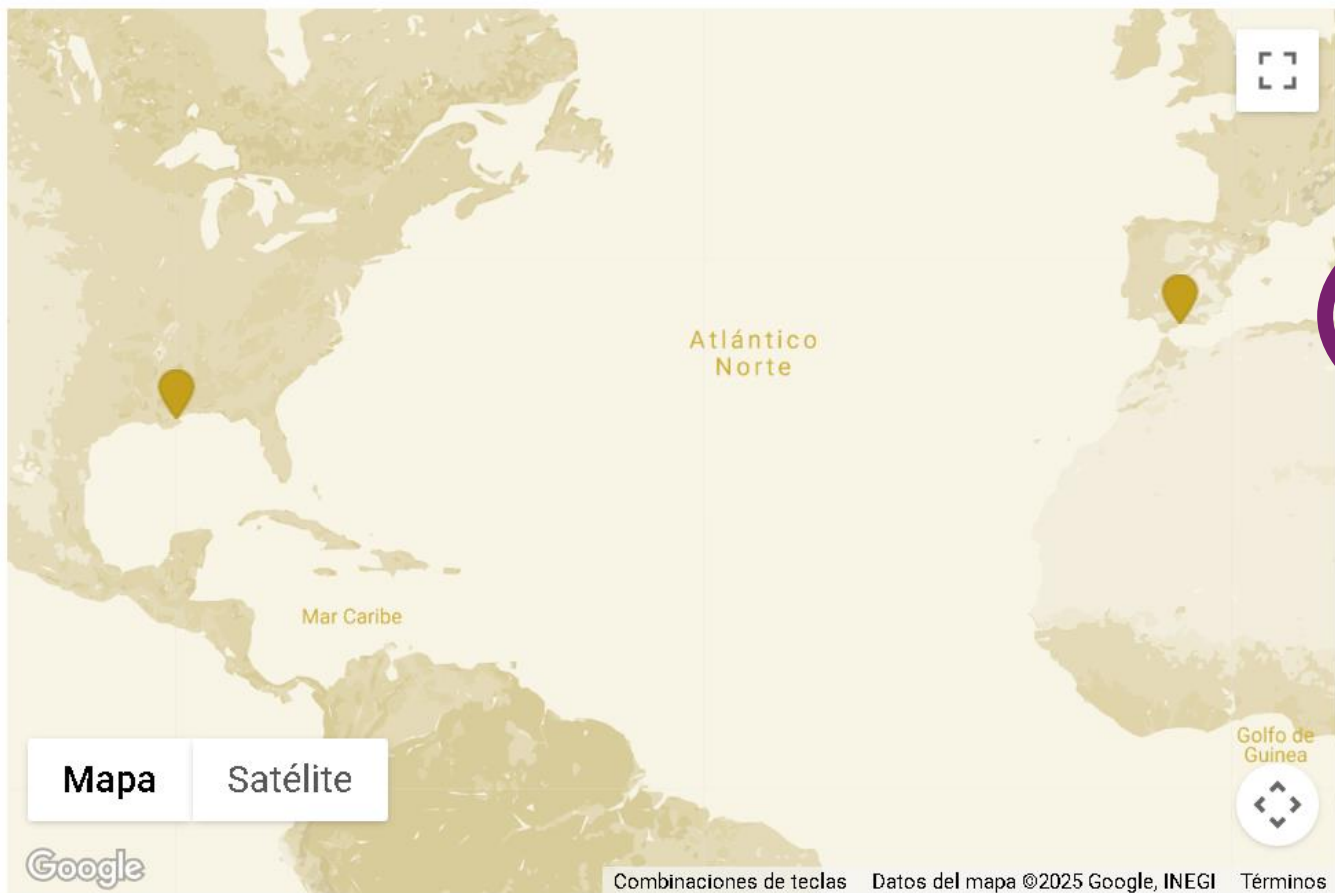 Atlántico
Norte
Mar Caribe
Golfo de
Guinea
Mapa
Satélite
Google
Combinaciones de teclas
Datos del mapa ©2025 Google, INEGI
Términos